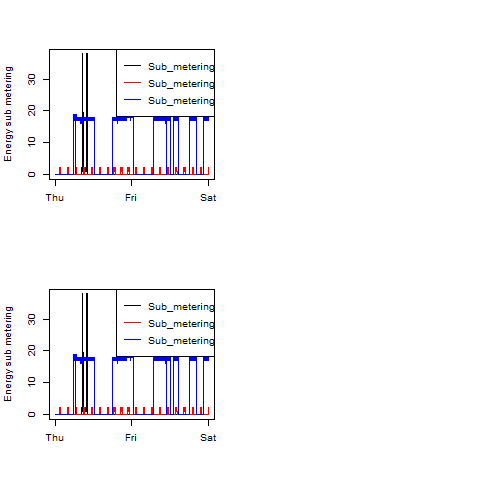 Energy sub metering
0 10 20 30
Sub_metering
Sub_metering
Sub_metering
Thu Fri Sat
Energy sub metering
0 10 20 30
Sub_metering
Sub_metering
Sub_metering
Thu Fri Sat